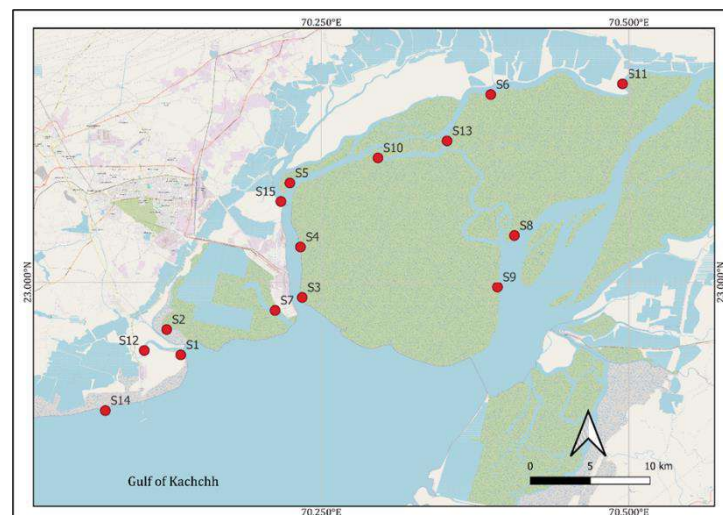 70.250°E 70.500°E
S11
S6
S13
S10
S5
S15
S8
S4
23.000°N 23.000°N
S9
S3
S7
S2
S12
S1
S14
Gulf of Kachchh
0 5 10 km
70.250°E 70.500°E